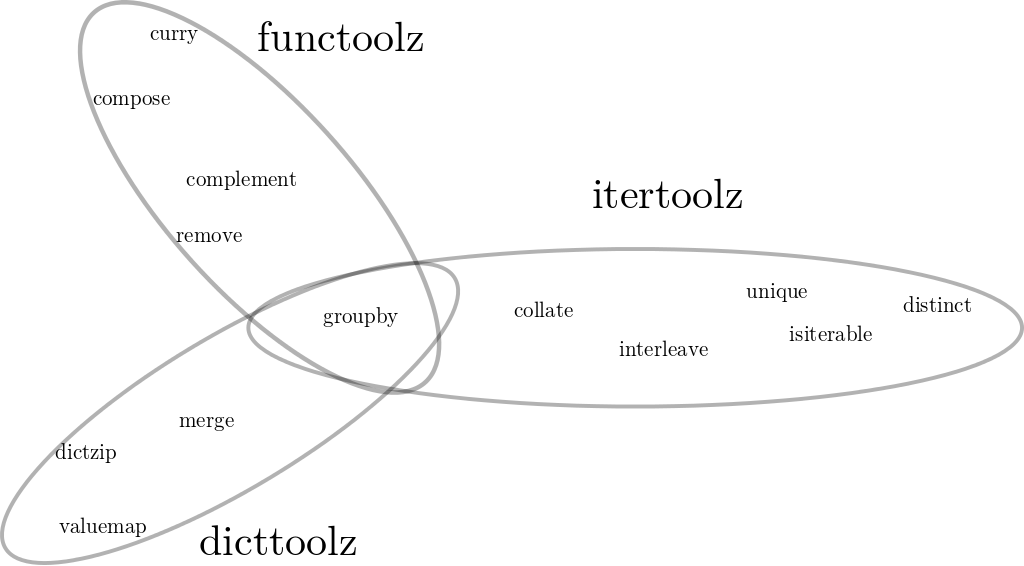 curry
functoolz
compose
complement
remove
itertoolz
groupby
collate
interleave
unique
isiterable
distinct
merge
dictzip
valuemap
dicttoolz